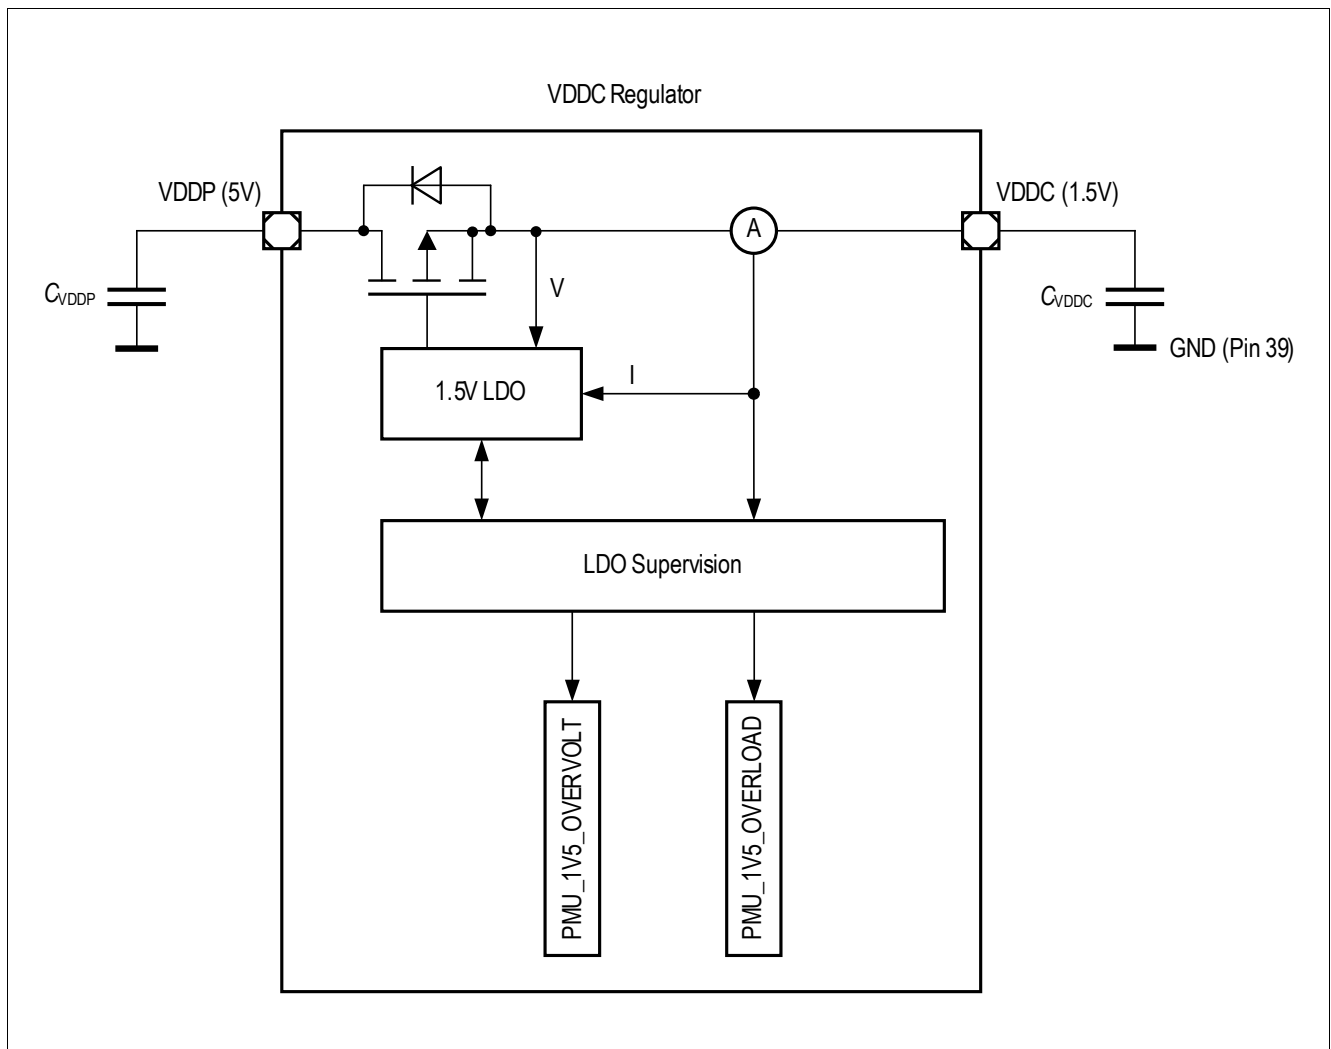 VDDC Regulator
VDDP (5V)
VDDC (1.5V)
A
V
CVDDP
CVDDC
GND (Pin 39)
I
1.5V LDO
LDO Supervision
PMU_1V5_OVERVOLT
PMU_1V5_OVERLOAD